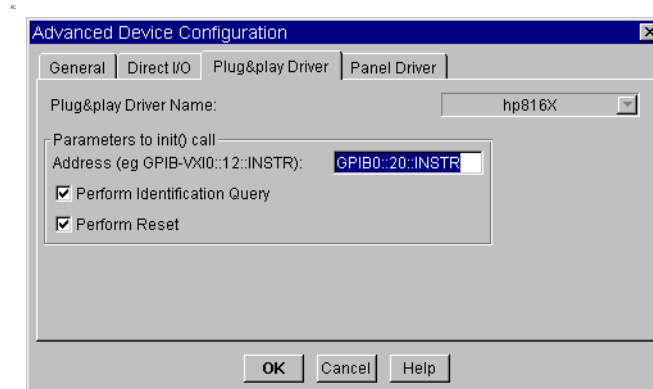 AC
Advanced Device Configuration
General Direct I/O Plug&play Driver Panel Driver
Plug&play Driver Name: hp816X
Parameters to init() call
Address (eg GPIB-VXI0::12::INSTR): GPIB0::20::INSTR
Perform Identification Query
Perform Reset
OK Cancel Help